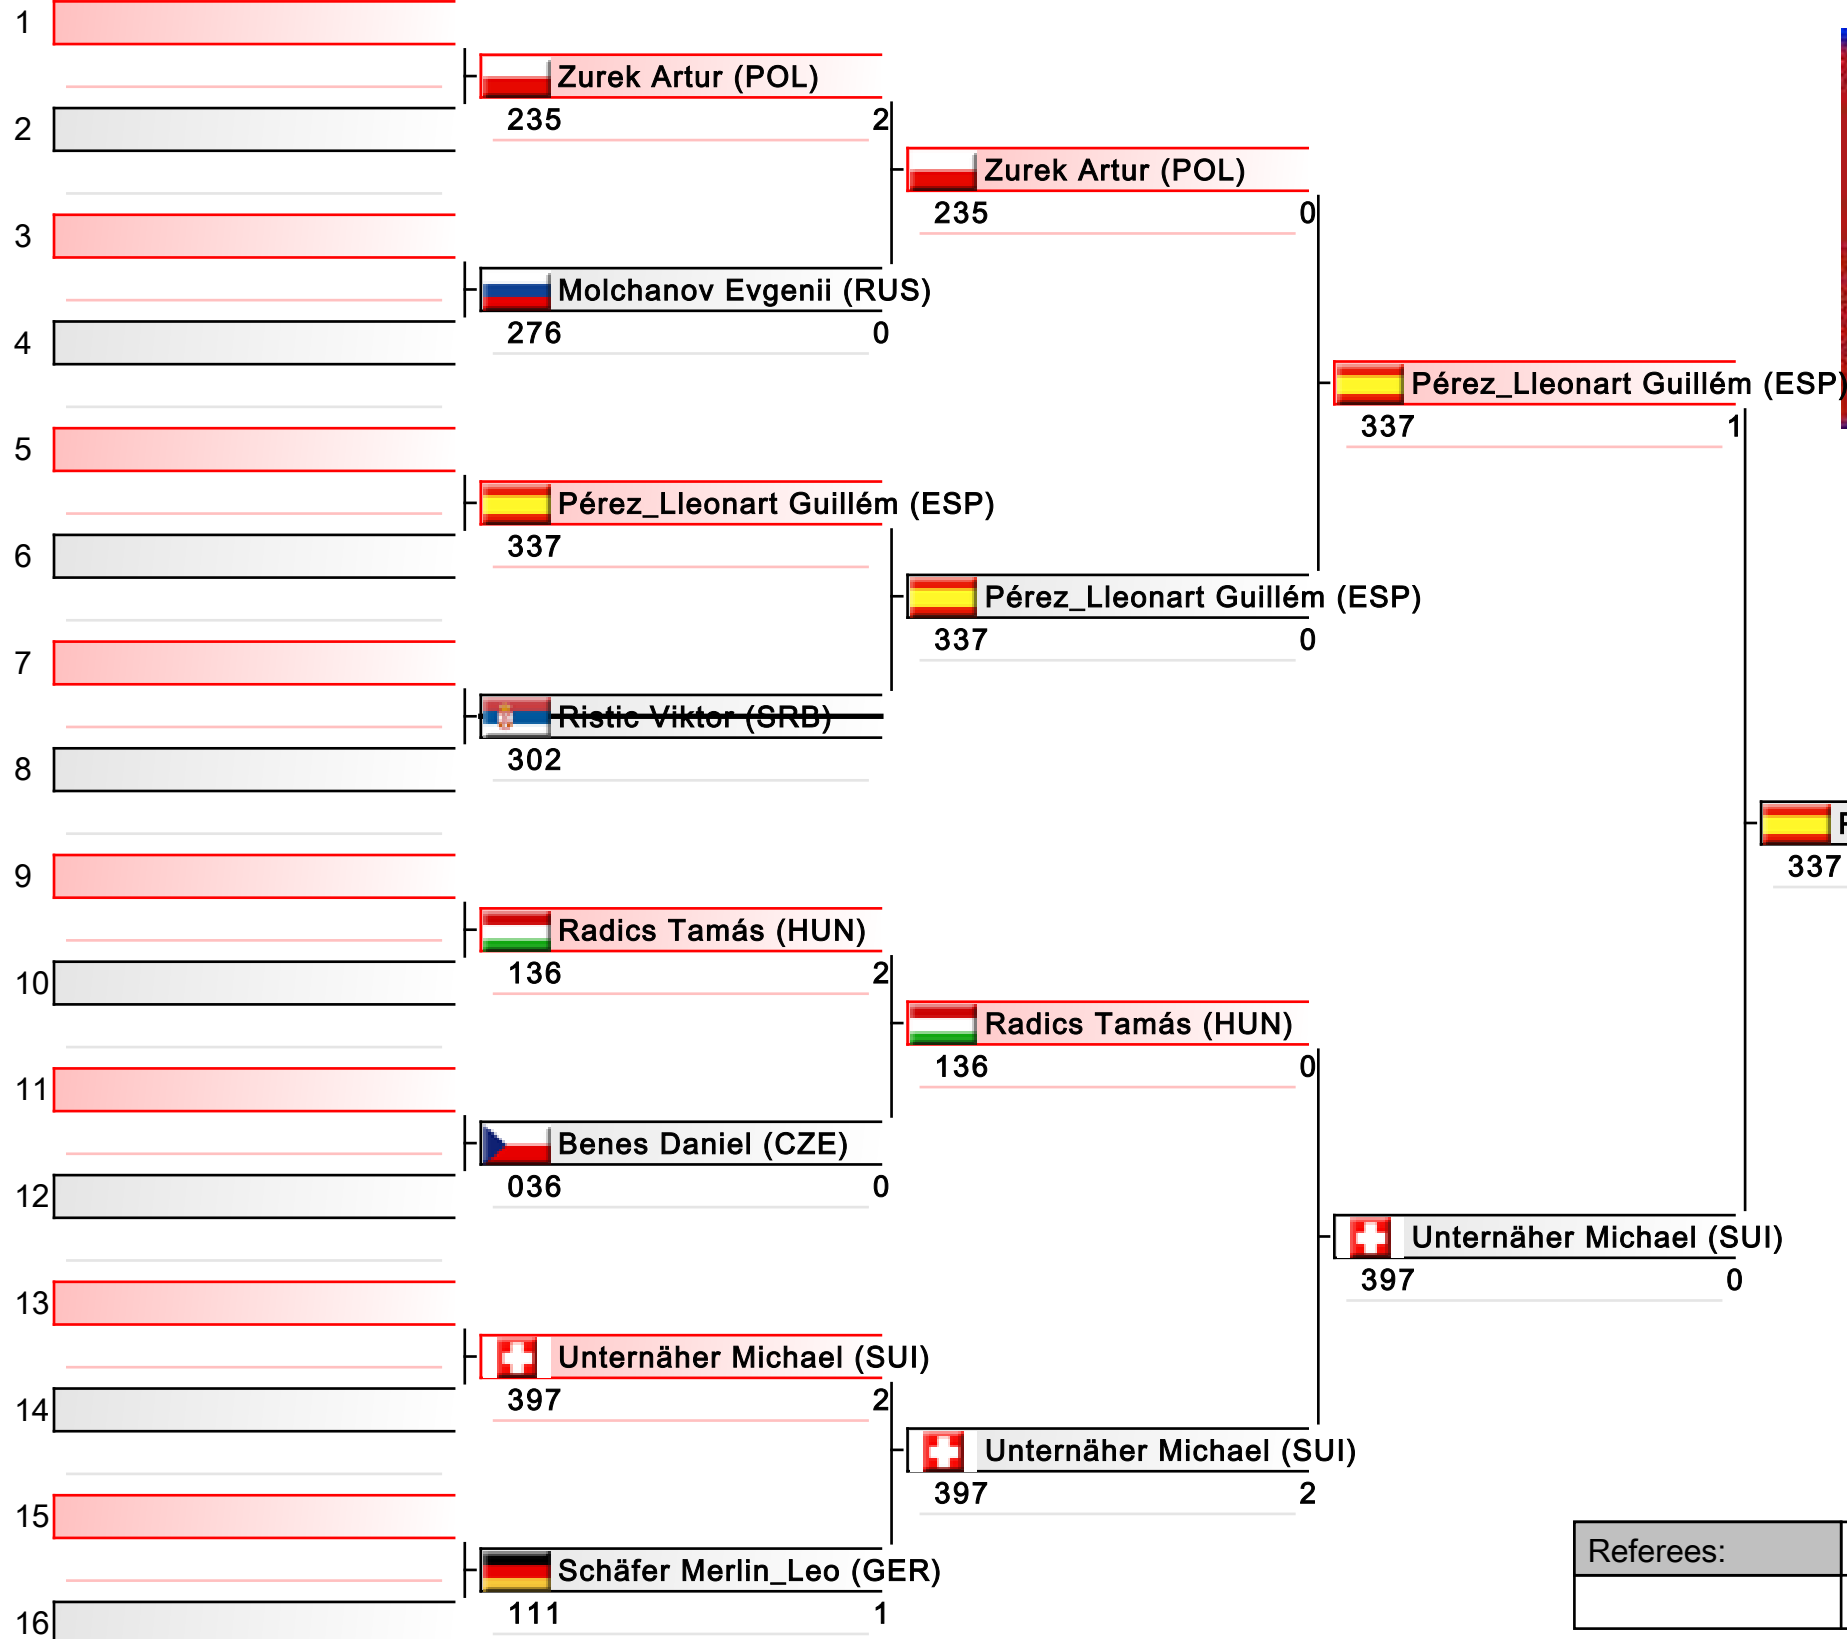 1
Zurek Artur (POL)
235 2
2
Zurek Artur (POL)
235 0
3
Molchanov Evgenii (RUS)
276 0
4
Pérez_Lleonart Guillém (ESP)
337 1
5
Pérez_Lleonart Guillém (ESP)
337
6
Pérez_Lleonart Guillém (ESP)
337 0
7
Ristic Viktor (SRB)
302
8
337
9
Radics Tamás (HUN)
136 2
10
Radics Tamás (HUN)
136 0
11
Benes Daniel (CZE)
036 0
12
Unternäher Michael (SUI)
397 0
13
Unternäher Michael (SUI)
397 2
14
Unternäher Michael (SUI)
397 2
15
Referees:
Schäfer Merlin_Leo (GER)
111 1
16